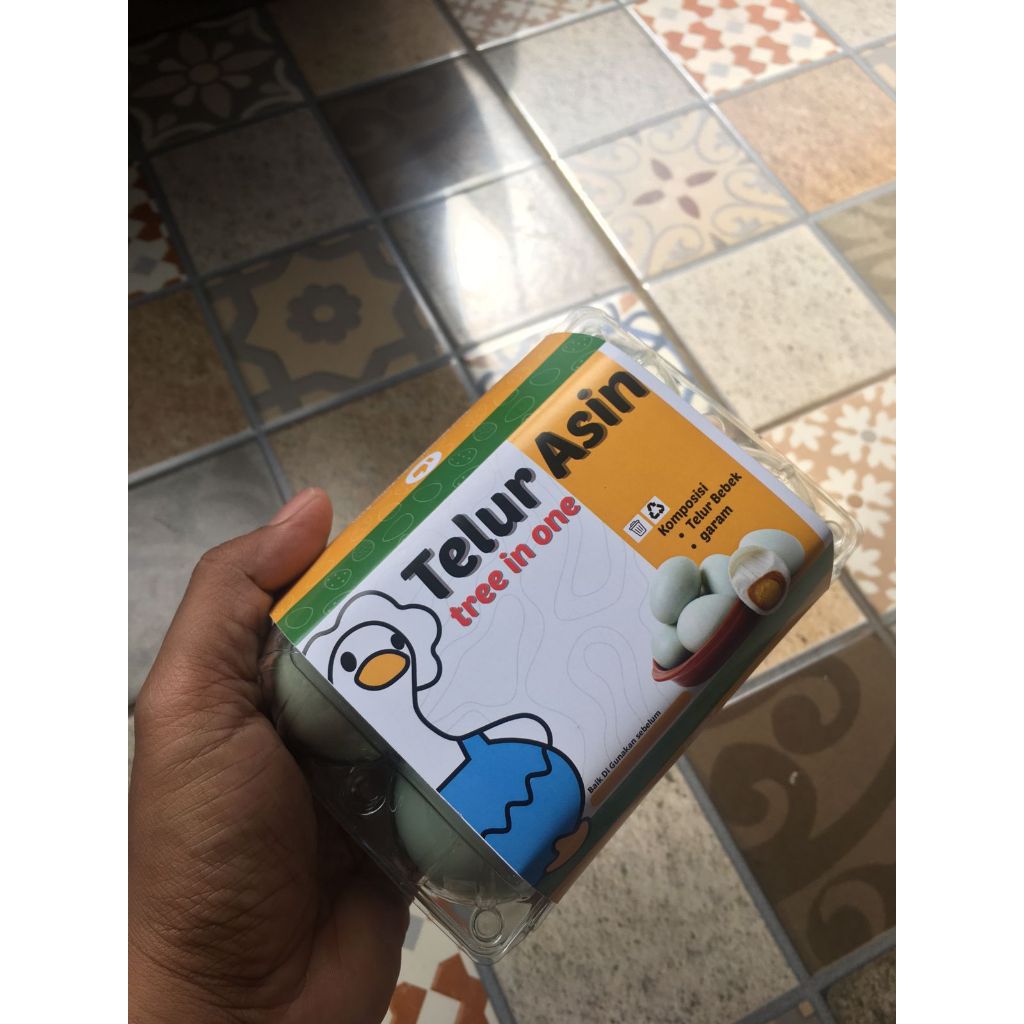 Telur Asin
tree in one
Komposisi
• Telur Bebek
• garam
Baik Di Gunakan sebelum